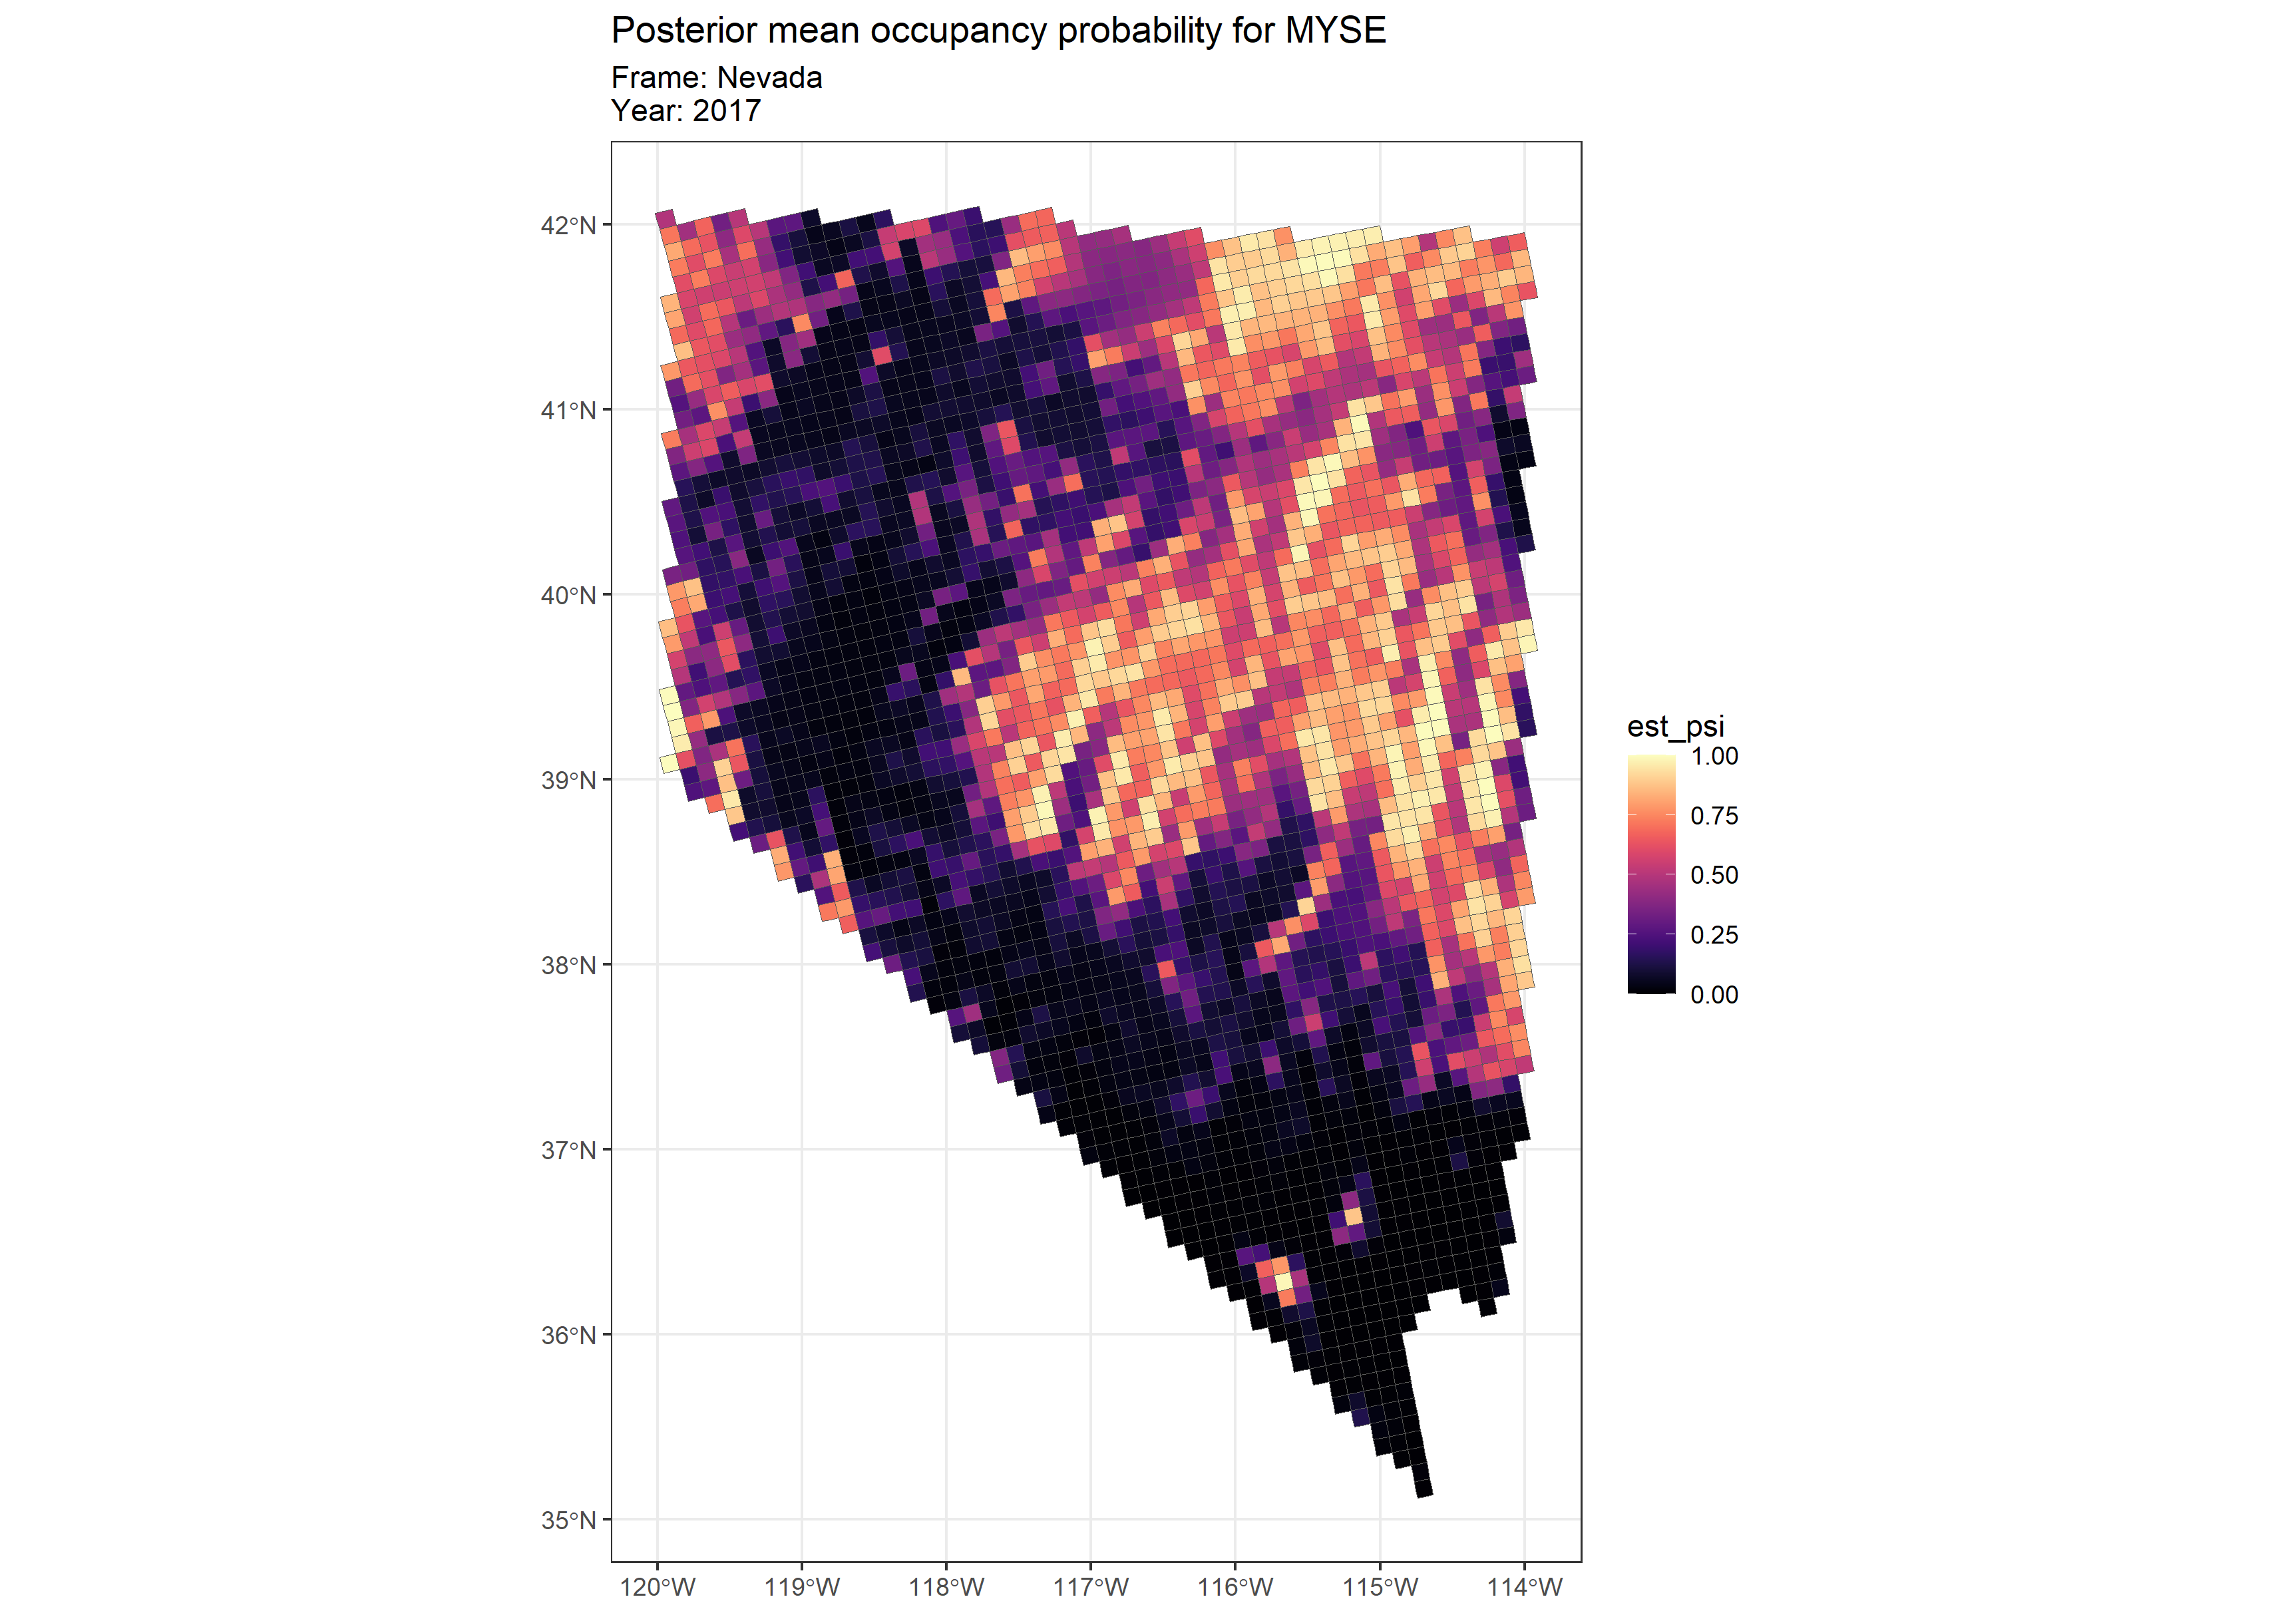 Posterior mean occupancy probability for MYSE
Frame: Nevada
Year: 2017
42°N
41°N
40°N
39°N
38°N
37°N
36°N
35°N
120°W 119°W 118°W 117°W 116°W 115°W 114°W
est_psi
1.00
0.75
0.50
0.25
0.00